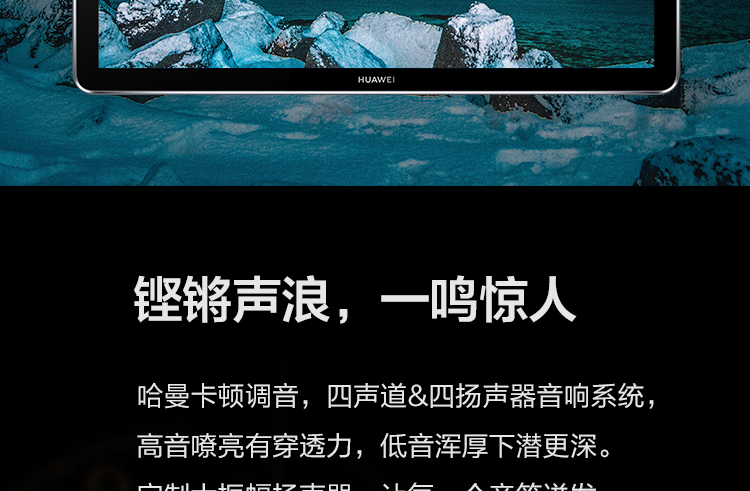 HUAWEI
铿锵声浪，一鸣惊人
哈曼卡顿调音，四声道&四扬声器音响系统，
高音嘹亮有穿透力，低音浑厚下潜更深。